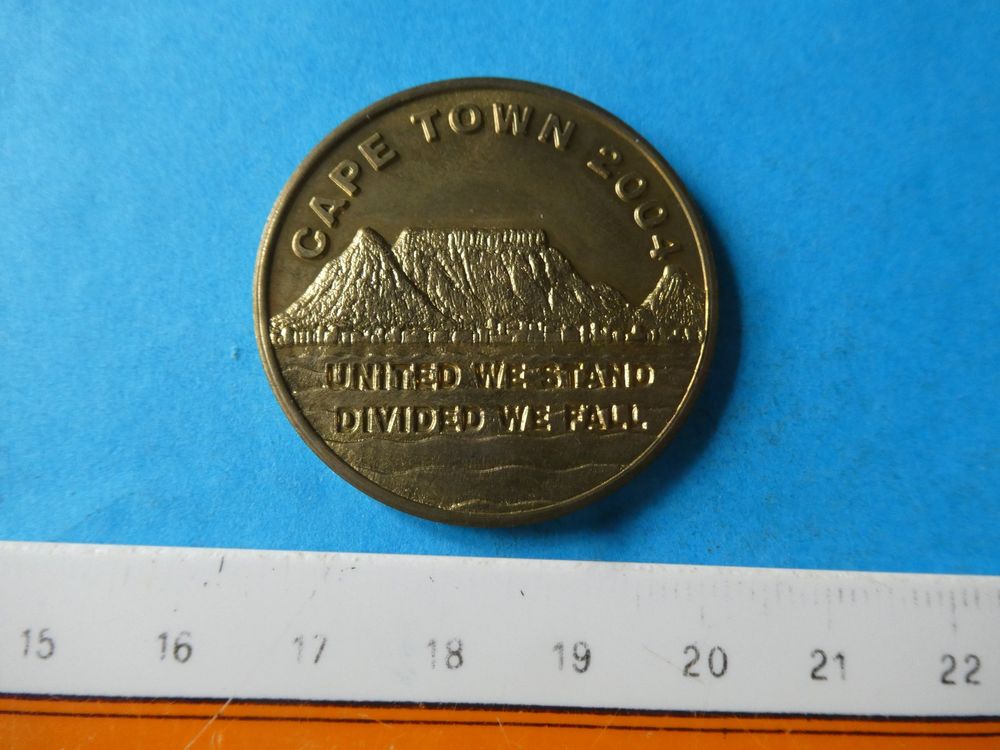 CAPE TOWN 2004
UNITED WE STAND
DIVIDED WE FALL
15 16 17 18 19 20 21 22